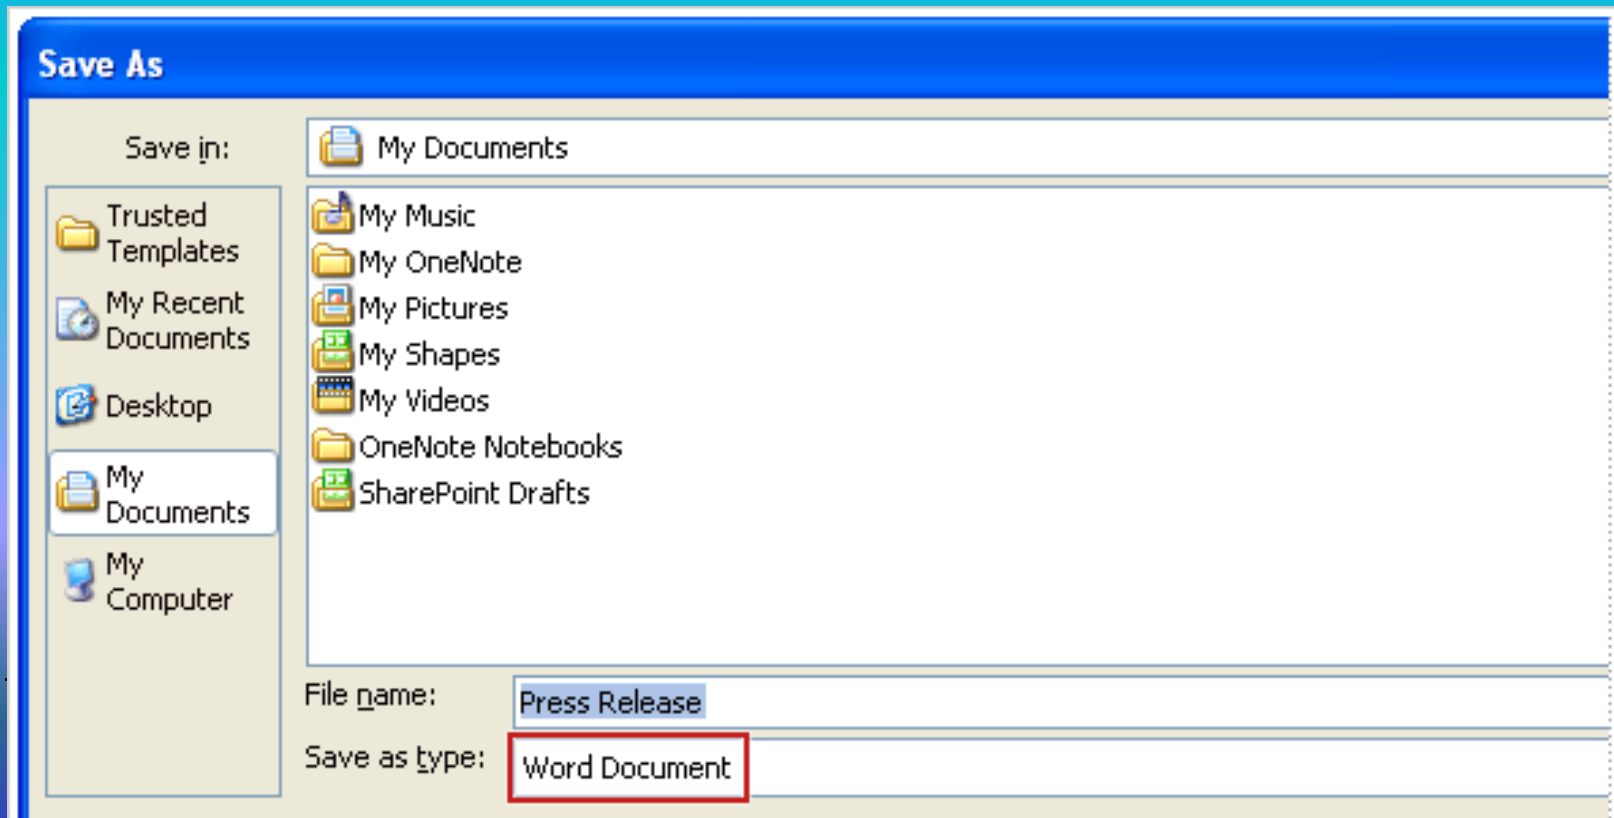 Save As
Save in:
My Documents
Trusted
Templates
My Recent
Documents
Desktop
My
Documents
My
Computer
My Music
My OneNote
My Pictures
My Shapes
My Videos
OneNote Notebooks
SharePoint Drafts
File name:
Press Release
Save as type:
Word Document